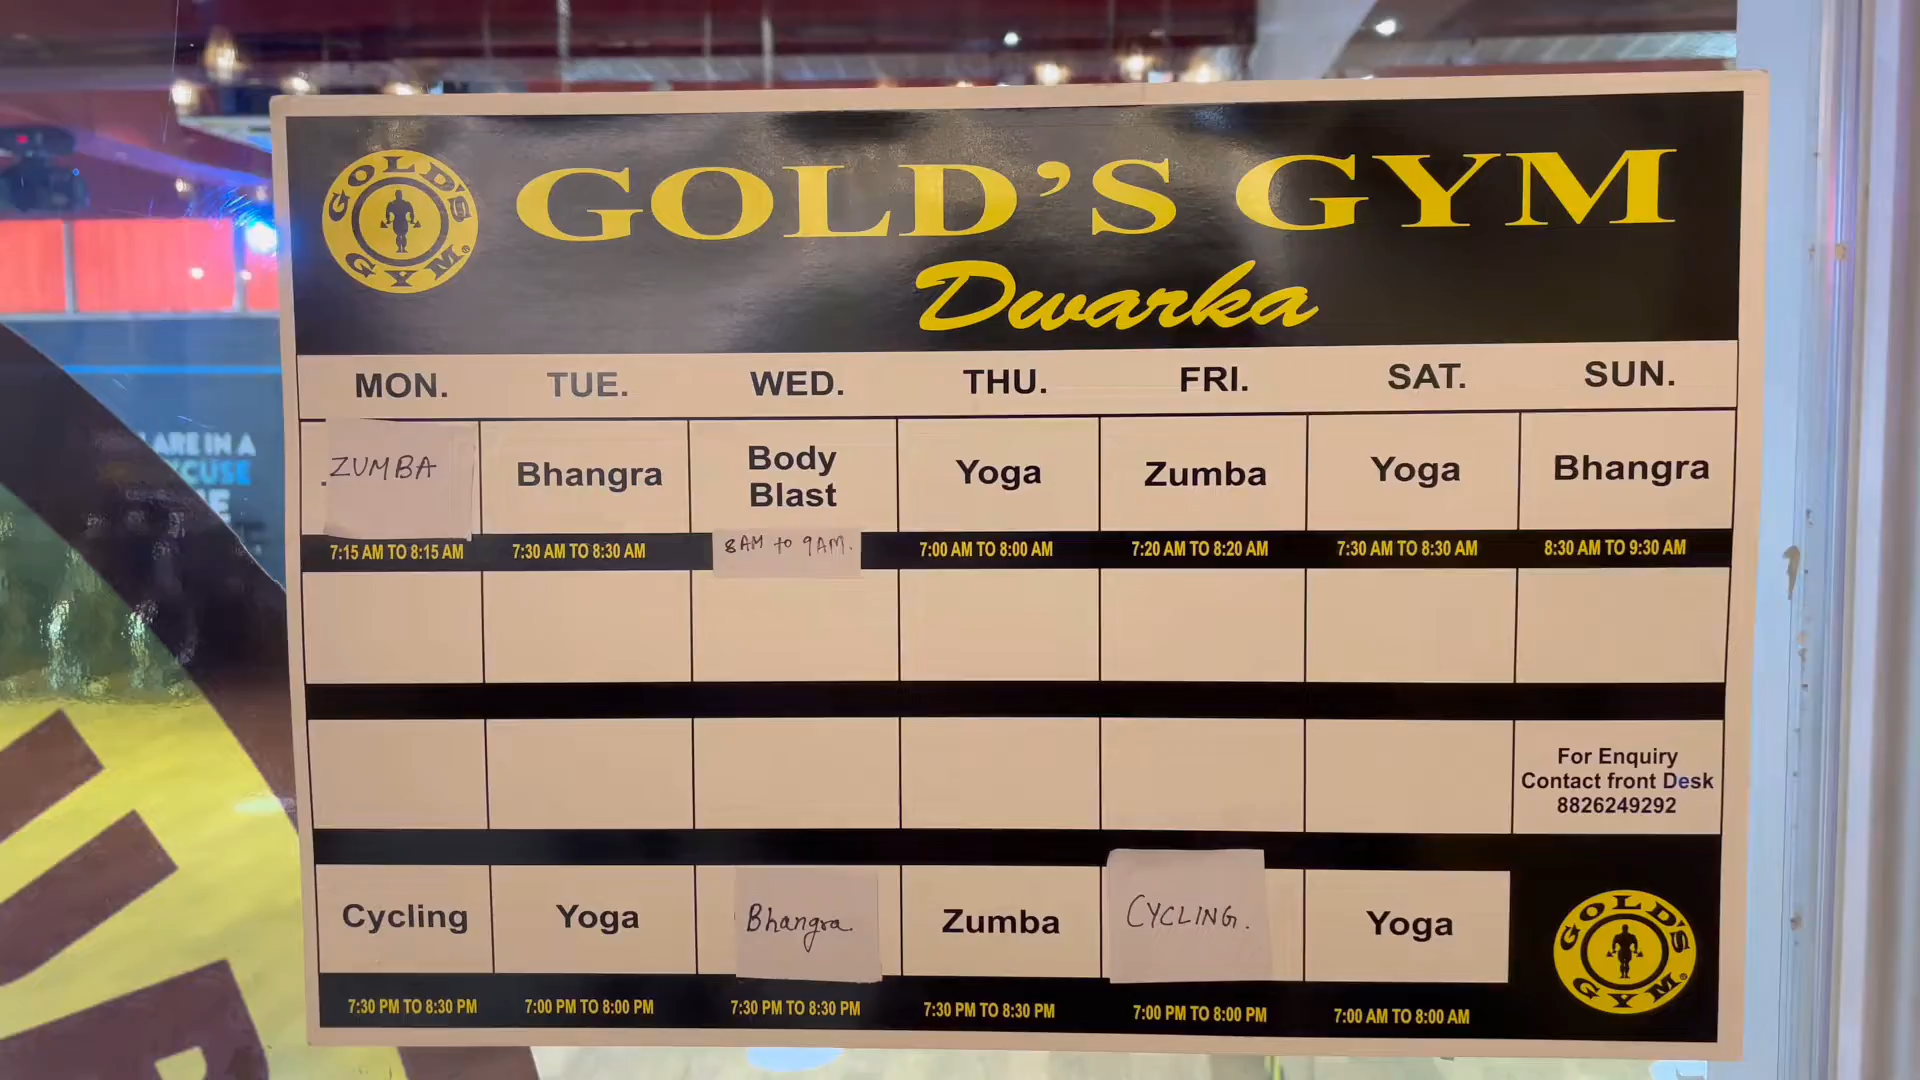 GOLD'S GYM
GOLD'S GYM
Dwarka
MON. TUE. WED. THU. FRI. SAT. SUN.
ZUMBA Bhangra Body Blast Yoga Zumba Yoga Bhangra
7:15 AM TO 8:15 AM 7:30 AM TO 8:30 AM 8AM to 9AM. 7:00 AM TO 8:00 AM 7:20 AM TO 8:20 AM 7:30 AM TO 8:30 AM 8:30 AM TO 9:30 AM
For Enquiry
Contact front Desk
8826249292
Cycling Yoga Bhangra Zumba CYCLING. Yoga
7:30 PM TO 8:30 PM 7:00 PM TO 8:00 PM 7:30 PM TO 8:30 PM 7:30 PM TO 8:30 PM 7:00 PM TO 8:00 PM 7:00 AM TO 8:00 AM
GOLD'S GYM
ARE IN A